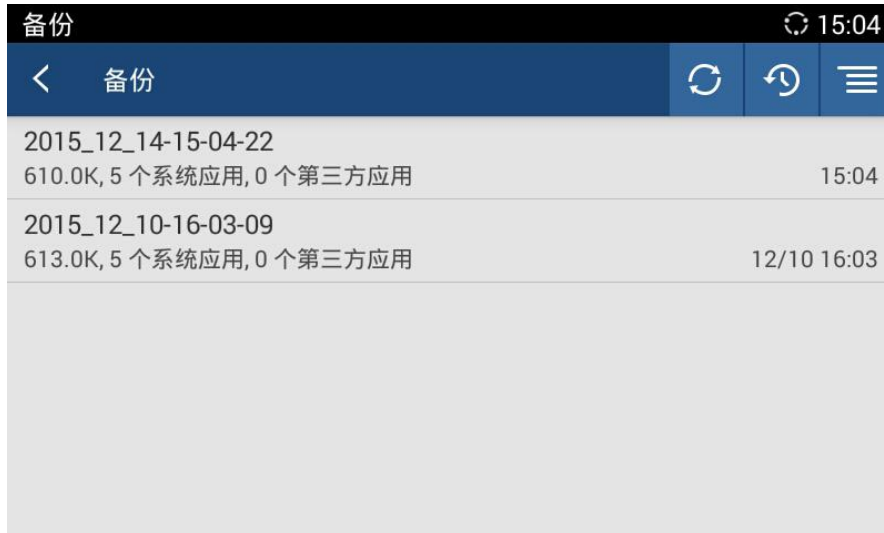 备份
15:04
备份
2015_12_14-15-04-22
610.0K, 5 个系统应用, 0 个第三方应用
15:04
2015_12_10-16-03-09
613.0K, 5 个系统应用, 0 个第三方应用
12/10 16:03